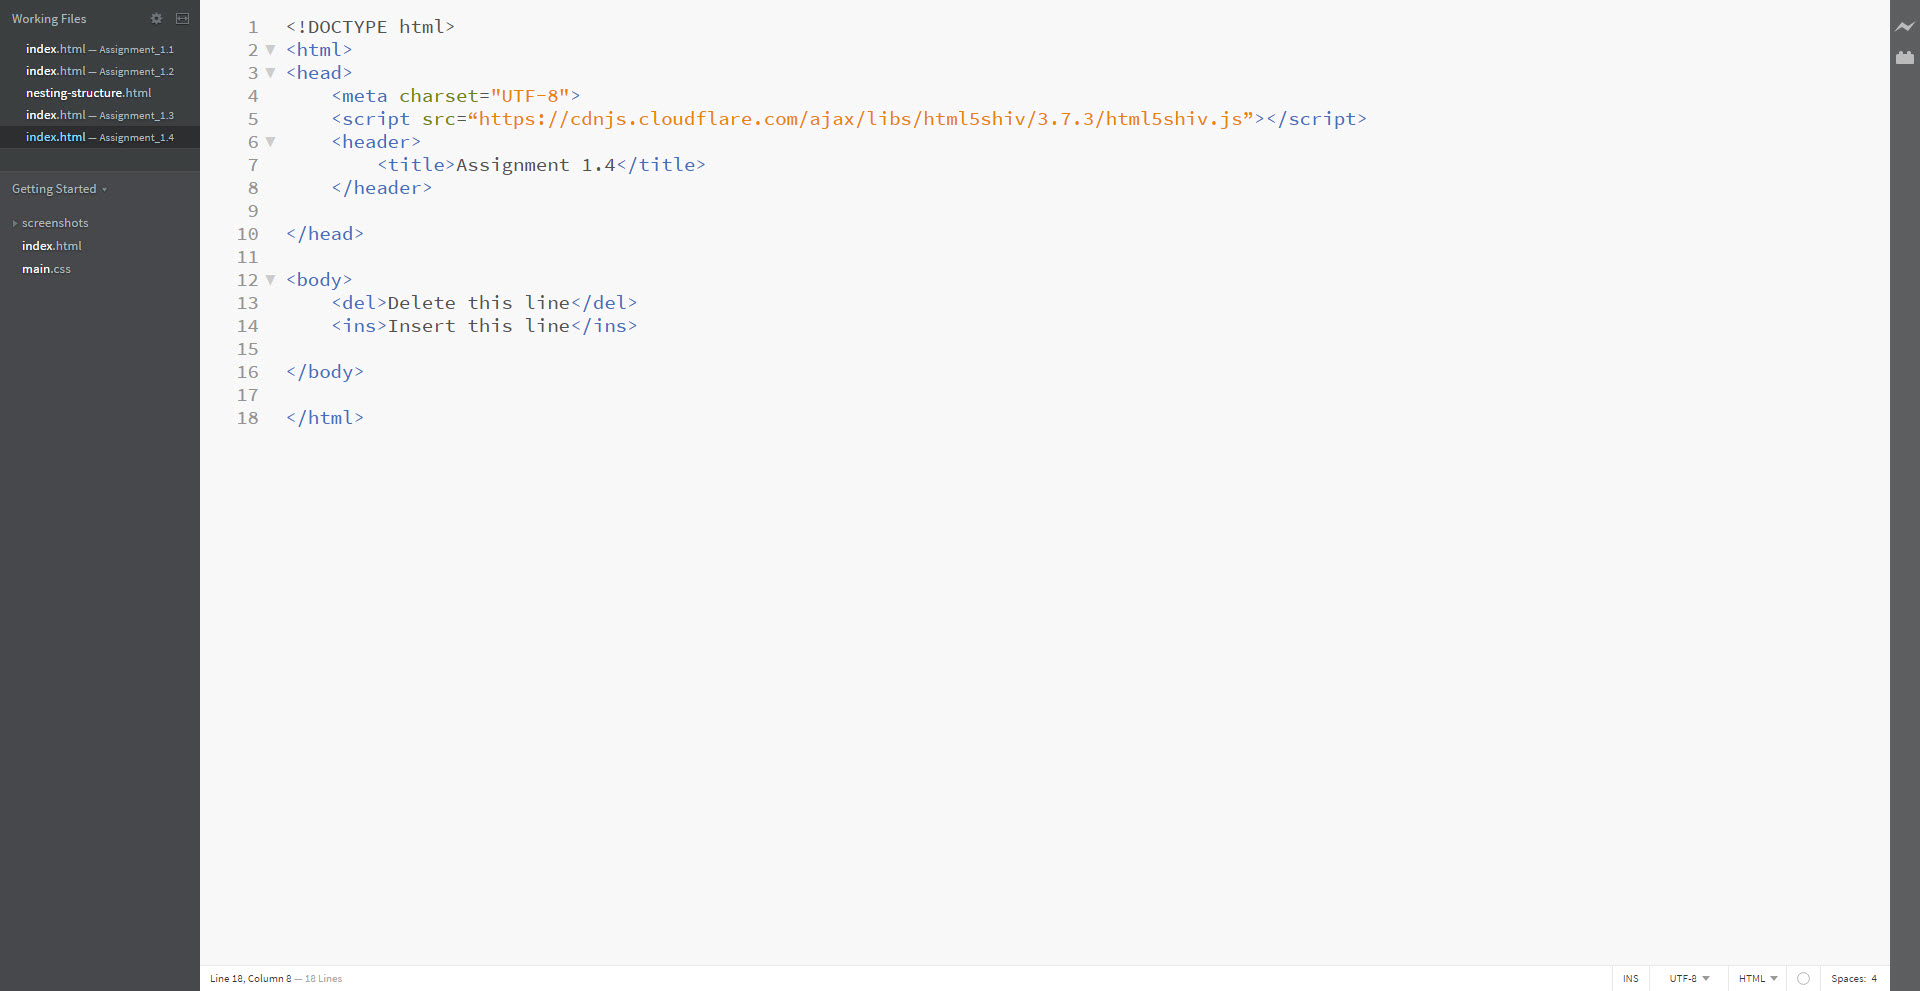 Working Files
index.html — Assignment_1.1
index.html — Assignment_1.2
nesting-structure.html
index.html — Assignment_1.3
index.html — Assignment_1.4
Getting Started
screenshots
index.html
main.css
1 <!DOCTYPE html>
2 <html>
3 <head>
4     <meta charset="UTF-8">
5     <script src=“https://cdnjs.cloudflare.com/ajax/libs/html5shiv/3.7.3/html5shiv.js”></script>
6     <header>
7         <title>Assignment 1.4</title>
8     </header>
9
10 </head>
11
12 <body>
13     <del>Delete this line</del>
14     <ins>Insert this line</ins>
15
16 </body>
17
18 </html>
Line 18, Column 8 — 18 Lines
INS
UTF-8
HTML
Spaces: 4